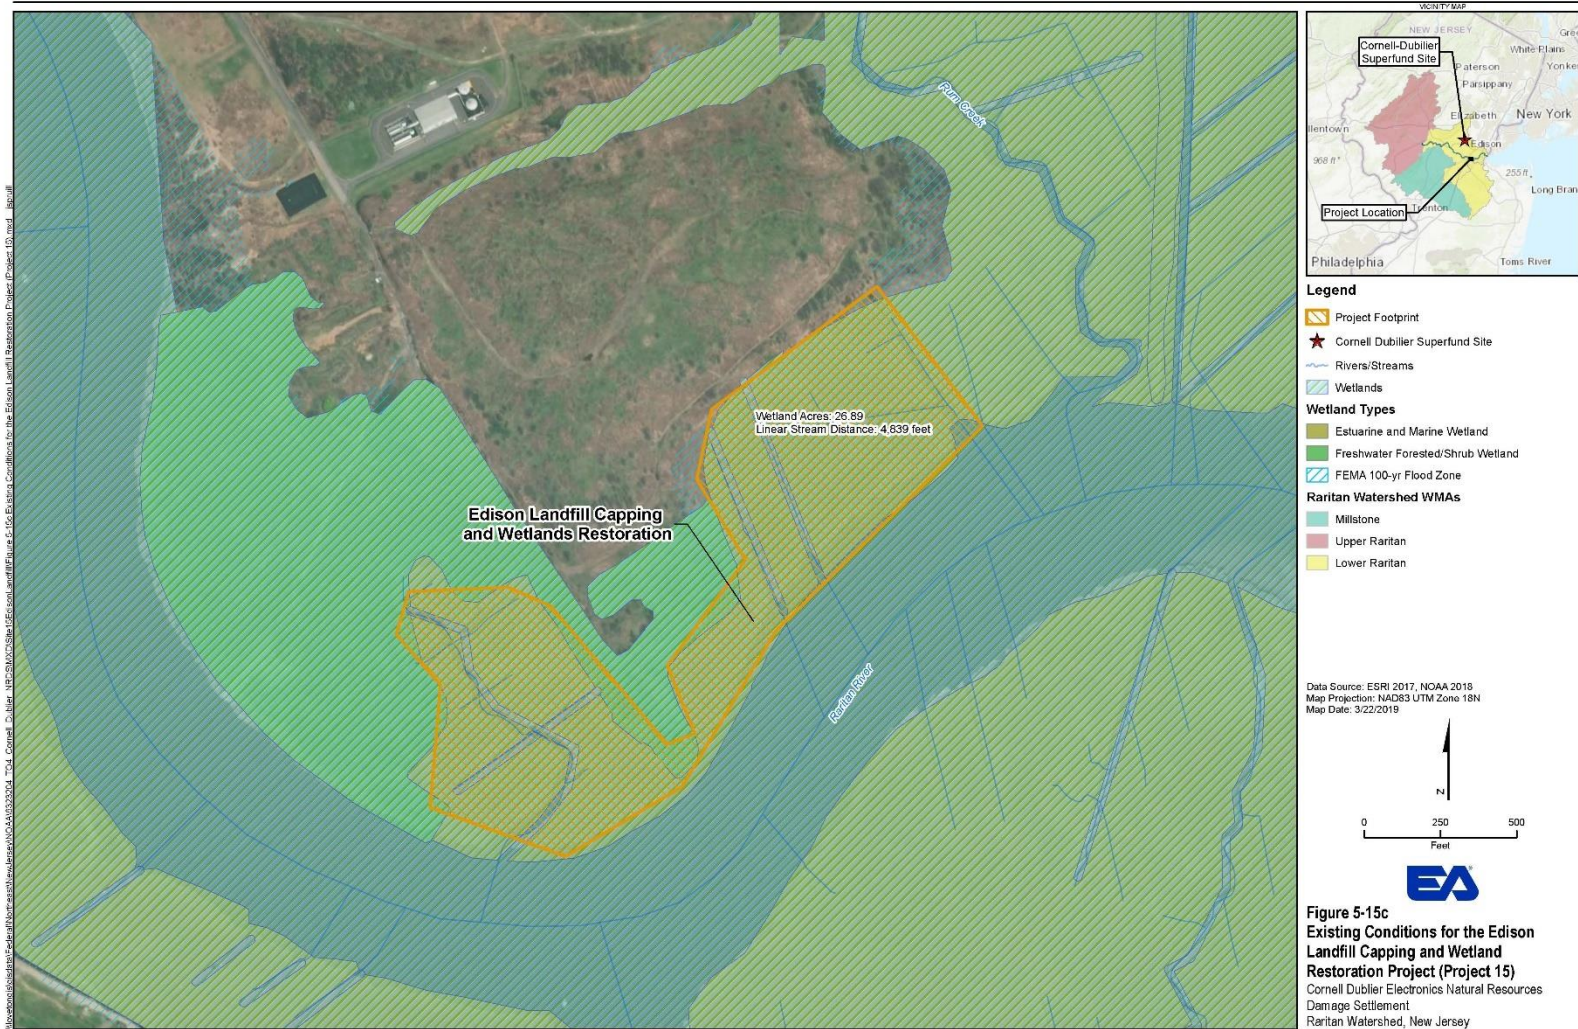 VICINITY MAP
NEW JERSEY
Cornell-Dubilier
Superfund Site
White Plains
Paterson
Parsippany
Elizabeth
New York
llentown
Edison
968 ft
255 ft
Long Bran
Project Location
Trenton
Philadelphia
Toms River
Rum Creek
Wetland Acres: 26.89
Linear Stream Distance: 4,839 feet
Edison Landfill Capping
and Wetlands Restoration
Raritan River
Legend
Project Footprint
Cornell Dubilier Superfund Site
Rivers/Streams
Wetlands
Wetland Types
Estuarine and Marine Wetland
Freshwater Forested/Shrub Wetland
FEMA 100-yr Flood Zone
Raritan Watershed WMAs
Millstone
Upper Raritan
Lower Raritan
Data Source: ESRI 2017, NOAA 2018
Map Projection: NAD83 UTM Zone 18N
Map Date: 3/22/2019
N
0 250 500
Feet
EA
Figure 5-15c
Existing Conditions for the Edison
Landfill Capping and Wetland
Restoration Project (Project 15)
Cornell Dublier Electronics Natural Resources
Damage Settlement
Raritan Watershed, New Jersey